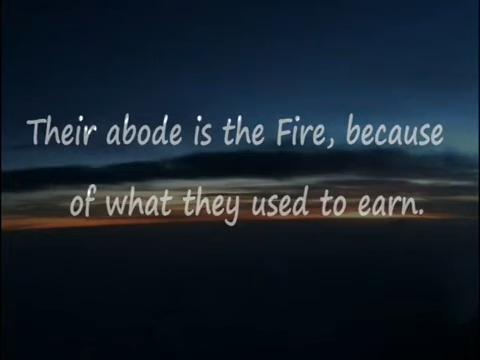 Their abode is the Fire, because
of what they used to earn.